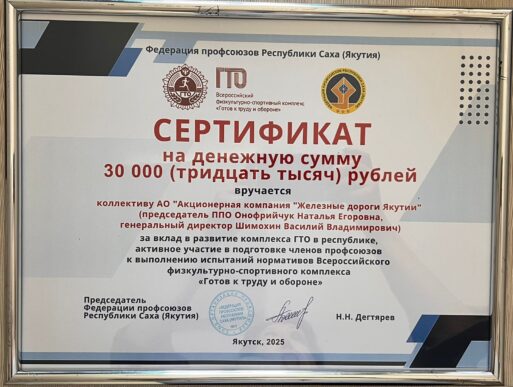 Федерация профсоюзов Республики Саха (Якутия)
ГТО
ГТО
Всероссийский
физкультурно-спортивный комплекс
«Готов к труду и обороне»
СЕРТИФИКАТ
на денежную сумму
30 000 (тридцать тысяч) рублей
вручается
коллективу АО "Акционерная компания "Железные дороги Якутии"
(председатель ППО Онофрийчук Наталья Егоровна,
генеральный директор Шимохин Василий Владимирович)
за вклад в развитие комплекса ГТО в республике,
активное участие в подготовке членов профсоюзов
к выполнению испытаний нормативов Всероссийского
физкультурно-спортивного комплекса
«Готов к труду и обороне»
Председатель
Федерации профсоюзов
Республики Саха (Якутия)
Н.Н. Дегтярев
Якутск, 2025